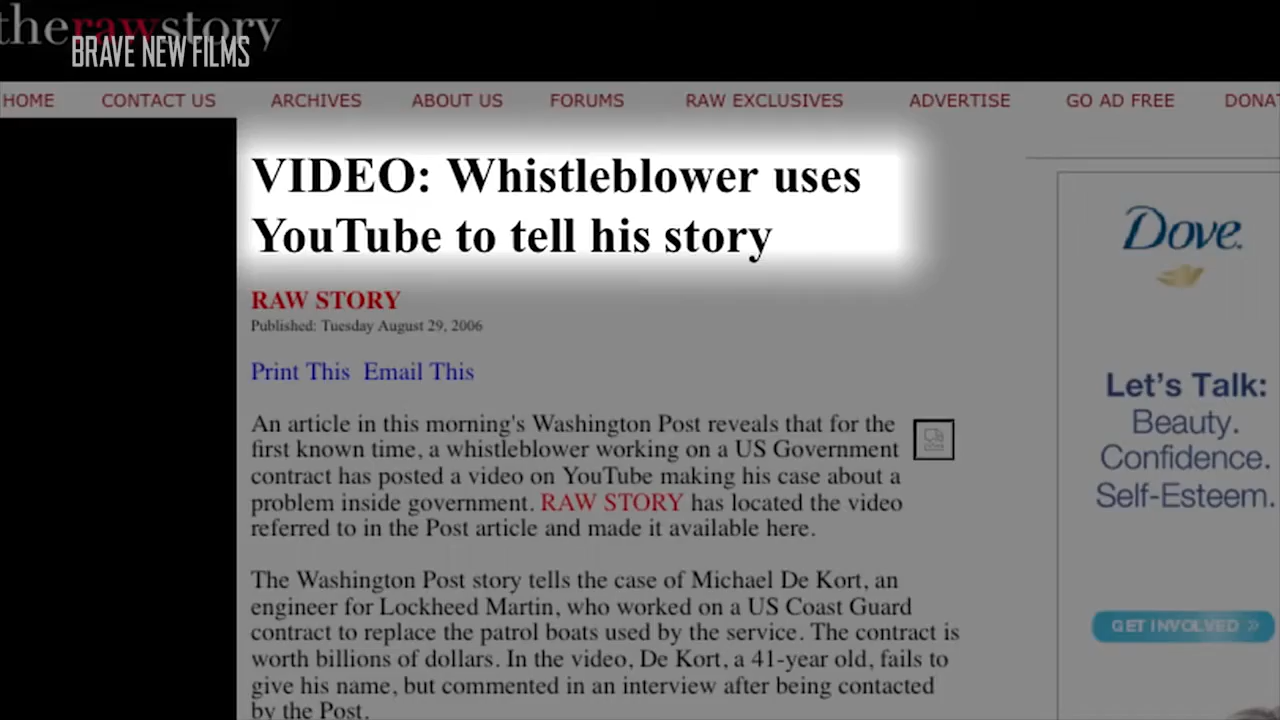 therawstory
BRAVE NEW FILMS
HOME CONTACT US ARCHIVES ABOUT US FORUMS RAW EXCLUSIVES ADVERTISE GO AD FREE DONA
VIDEO: Whistleblower uses
YouTube to tell his story
RAW STORY
Published: Tuesday August 29, 2006
Print This Email This
An article in this morning's Washington Post reveals that for the
first known time, a whistleblower working on a US Government
contract has posted a video on YouTube making his case about a
problem inside government. RAW STORY has located the video
referred to in the Post article and made it available here.
The Washington Post story tells the case of Michael De Kort, an
engineer for Lockheed Martin, who worked on a US Coast Guard
contract to replace the patrol boats used by the service. The contract is
worth billions of dollars. In the video, De Kort, a 41-year old, fails to
give his name, but commented in an interview after being contacted
by the Post.
Dove.
Let's Talk:
Beauty.
Confidence.
Self-Esteem.
GET INVOLVED »